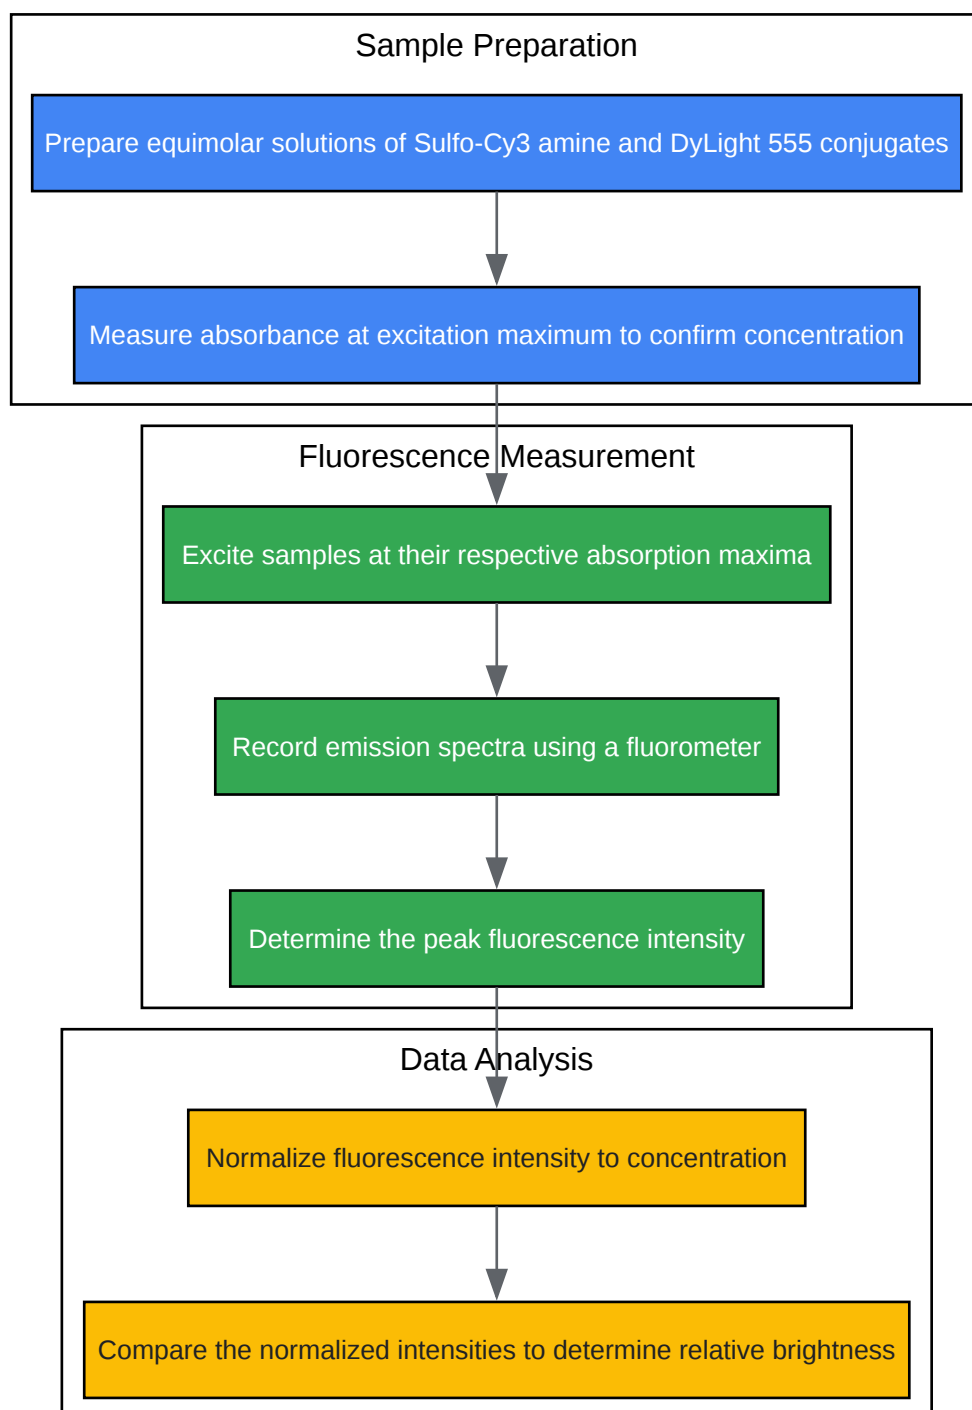 Sample Preparation
Prepare equimolar solutions of Sulfo-Cy3 amine and DyLight 555 conjugates
Measure absorbance at excitation maximum to confirm concentration
Fluorescence Measurement
Excite samples at their respective absorption maxima
Record emission spectra using a fluorometer
Determine the peak fluorescence intensity
Data Analysis
Normalize fluorescence intensity to concentration
Compare the normalized intensities to determine relative brightness